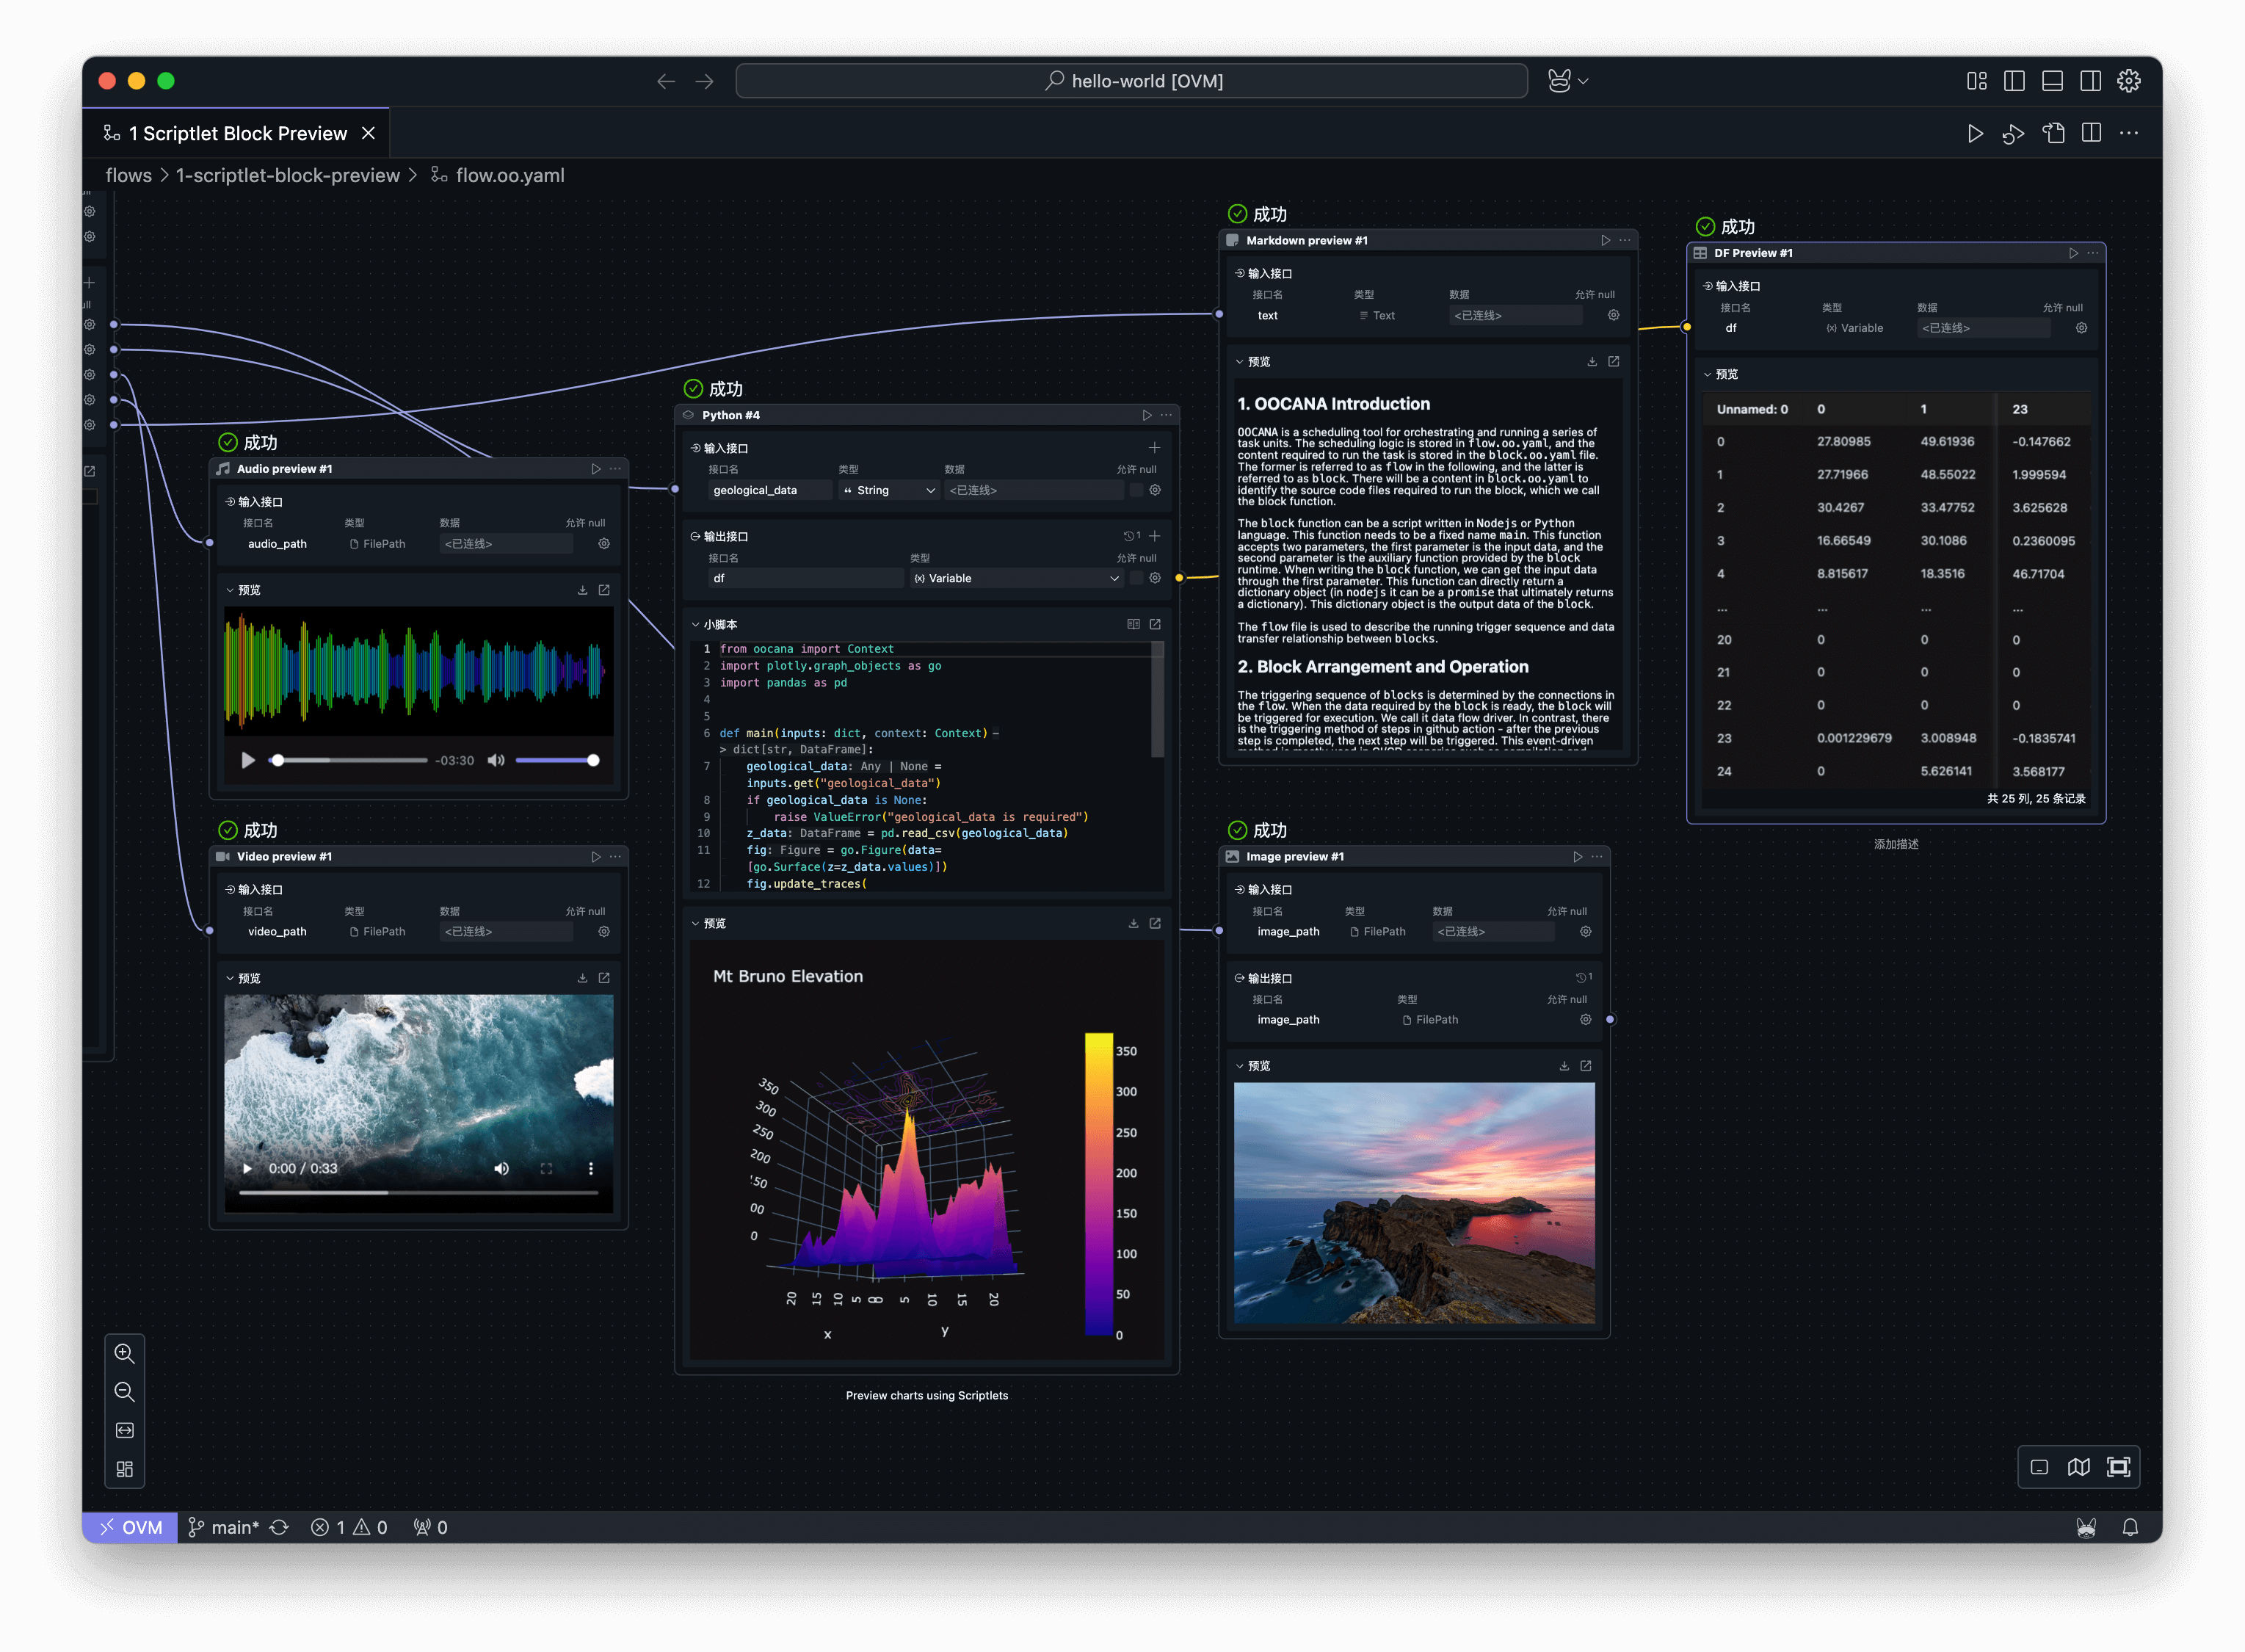 hello-world [OVM]
1 Scriptlet Block Preview
flows > 1-scriptlet-block-preview > flow.oo.yaml
ull
成功
Audio preview #1
输入接口
接口名 类型 数据 允许 null
audio_path FilePath <已连线>
预览
-03:30
成功
Video preview #1
输入接口
接口名 类型 数据 允许 null
video_path FilePath <已连线>
预览
0:00 / 0:33
成功
Python #4
输入接口
接口名 类型 数据 允许 null
geological_data String <已连线>
输出接口 1
接口名 类型 允许 null
df Variable
小脚本
1 from oocana import Context
2 import plotly.graph_objects as go
3 import pandas as pd
4
5
6 def main(inputs: dict, context: Context) -
> dict[str, DataFrame]:
7 geological_data: Any | None =
inputs.get("geological_data")
8 if geological_data is None:
9 raise ValueError("geological_data is required")
10 z_data: DataFrame = pd.read_csv(geological_data)
11 fig: Figure = go.Figure(data=
[go.Surface(z=z_data.values)])
12 fig.update_traces(
预览
Mt Bruno Elevation
350
300
250
200
150
100
50
0
350
300
250
200
50
00
0
20 15 10 5 0 0 5 10 15 20
x
y
Preview charts using Scriptlets
成功
Markdown preview #1
输入接口
接口名 类型 数据 允许 null
text Text <已连线>
预览
1. OOCANA Introduction
OOCANA is a scheduling tool for orchestrating and running a series of
task units. The scheduling logic is stored in flow.oo.yaml, and the
content required to run the task is stored in the block.oo.yaml file.
The former is referred to as flow in the following, and the latter is
referred to as block. There will be a content in block.oo.yaml to
identify the source code files required to run the block, which we call
the block function.
The block function can be a script written in Nodejs or Python
language. This function needs to be a fixed name main. This function
accepts two parameters, the first parameter is the input data, and the
second parameter is the auxiliary function provided by the block
runtime. When writing the block function, we can get the input data
through the first parameter. This function can directly return a
dictionary object (in nodejs it can be a promise that ultimately returns
a dictionary). This dictionary object is the output data of the block.
The flow file is used to describe the running trigger sequence and data
transfer relationship between blocks.
2. Block Arrangement and Operation
The triggering sequence of blocks is determined by the connections in
the flow. When the data required by the block is ready, the block will
be triggered for execution. We call it data flow driver. In contrast, there
is the triggering method of steps in github action - after the previous
step is completed, the next step will be triggered. This event-driven
成功
Image preview #1
输入接口
接口名 类型 数据 允许 null
image_path FilePath <已连线>
输出接口 1
接口名 类型 允许 null
image_path FilePath
预览
成功
DF Preview #1
输入接口
接口名 类型 数据 允许 null
df Variable <已连线>
预览
Unnamed: 0 0 1 23
0 27.80985 49.61936 -0.147662
1 27.71966 48.55022 1.999594
2 30.4267 33.47752 3.625628
3 16.66549 30.1086 0.2360095
4 8.815617 18.3516 46.71704
... ... ... ...
20 0 0 0
21 0 0 0
22 0 0 0
23 0.001229679 3.008948 -0.1835741
24 0 5.626141 3.568177
共 25 列, 25 条记录
添加描述
OVM main* 1 0 0